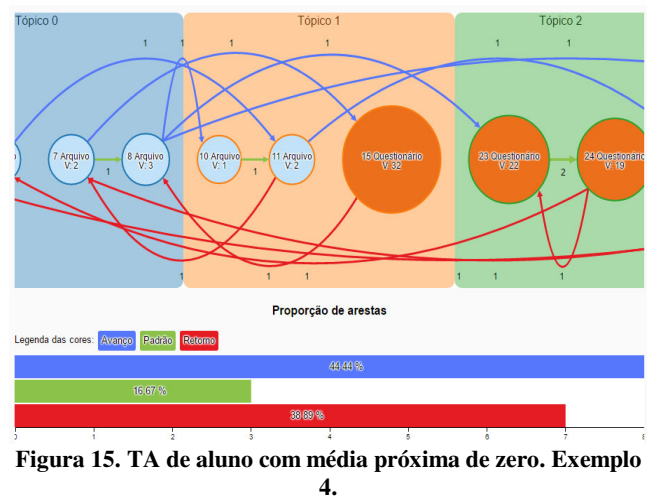 Tópico 0
Tópico 1
Tópico 2
1
1
1
1
1
1
7 Arquivo
V: 2
8 Arquivo
V: 3
10 Arquivo
V: 1
11 Arquivo
V: 2
15 Questionário
V: 32
23 Questionário
V: 22
24 Questionário
V: 19
1
1
2
1
1
1
1
1
1
Proporção de arestas
Legenda das cores: Avanço Padrão Retorno
44.44 %
16.67 %
38.89 %
0 1 2 3 4 5 6 7 8
Figura 15. TA de aluno com média próxima de zero. Exemplo
4.